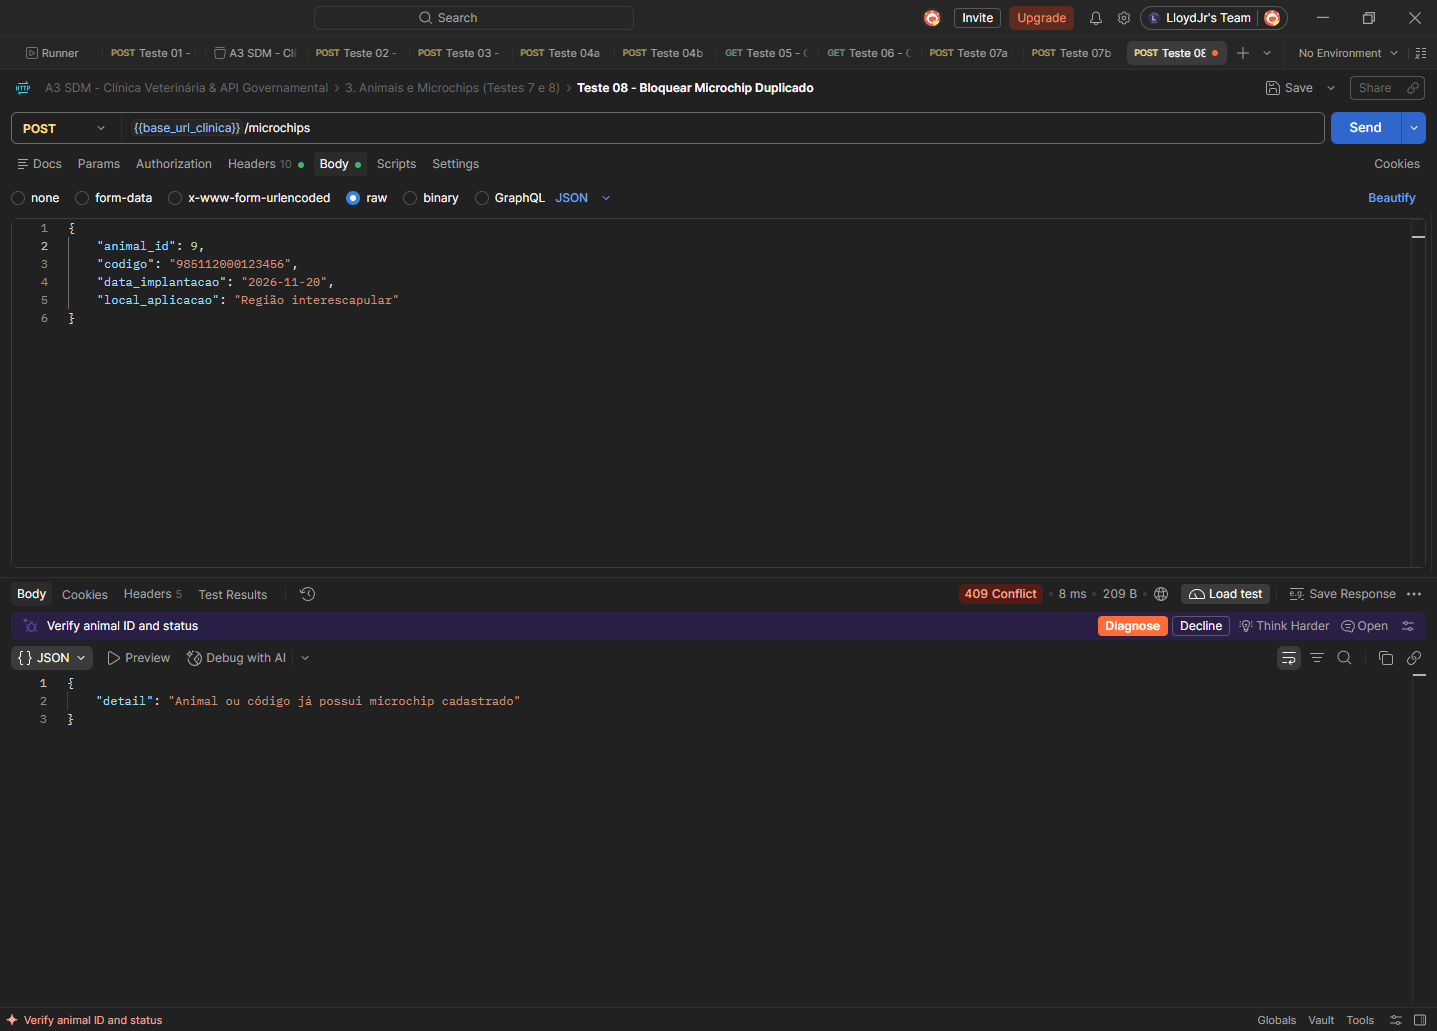 Search
Invite
Upgrade
LloydJr's Team
Runner
POST Teste 01 -
A3 SDM - Clí
POST Teste 02 -
POST Teste 03 -
POST Teste 04a
POST Teste 04b
GET Teste 05 -
GET Teste 06 -
POST Teste 07a
POST Teste 07b
POST Teste 08
No Environment
HTTP
A3 SDM - Clínica Veterinária & API Governamental > 3. Animais e Microchips (Testes 7 e 8) > Teste 08 - Bloquear Microchip Duplicado
Save
Share
POST
{{base_url_clinica}} /microchips
Send
Docs
Params
Authorization
Headers 10
Body
Scripts
Settings
Cookies
none
form-data
x-www-form-urlencoded
raw
binary
GraphQL
JSON
Beautify
1 {
2 "animal_id": 9,
3 "codigo": "985112000123456",
4 "data_implantacao": "2026-11-20",
5 "local_aplicacao": "Região interescapular"
6 }
Body
Cookies
Headers 5
Test Results
409 Conflict
8 ms
209 B
Load test
e.g. Save Response
Verify animal ID and status
Diagnose
Decline
Think Harder
Open
{} JSON
Preview
Debug with AI
1 {
2 "detail": "Animal ou código já possui microchip cadastrado"
3 }
Verify animal ID and status
Globals
Vault
Tools